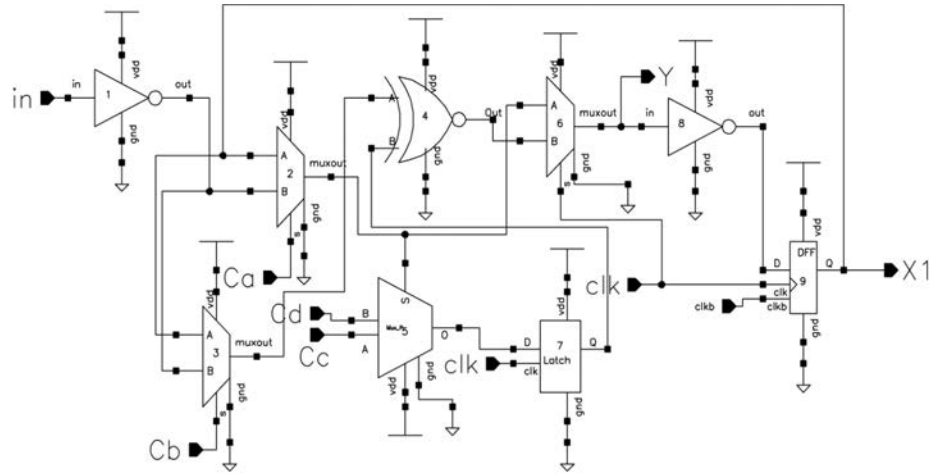 in
in
1
out
vdd
gnd
A
B
2
muxout
vdd
s
gnd
Ca
A
B
3
muxout
vdd
s
gnd
Cb
A
B
4
Out
vdd
gnd
Cd
Cc
B
A
S
5
O
vdd
gnd
A
B
6
muxout
vdd
s
gnd
Y
in
8
out
vdd
gnd
clk
D
7
Latch
Q
clk
vdd
gnd
clk
clkb
D
DFF
9
Q
clk
clkb
vdd
gnd
X1